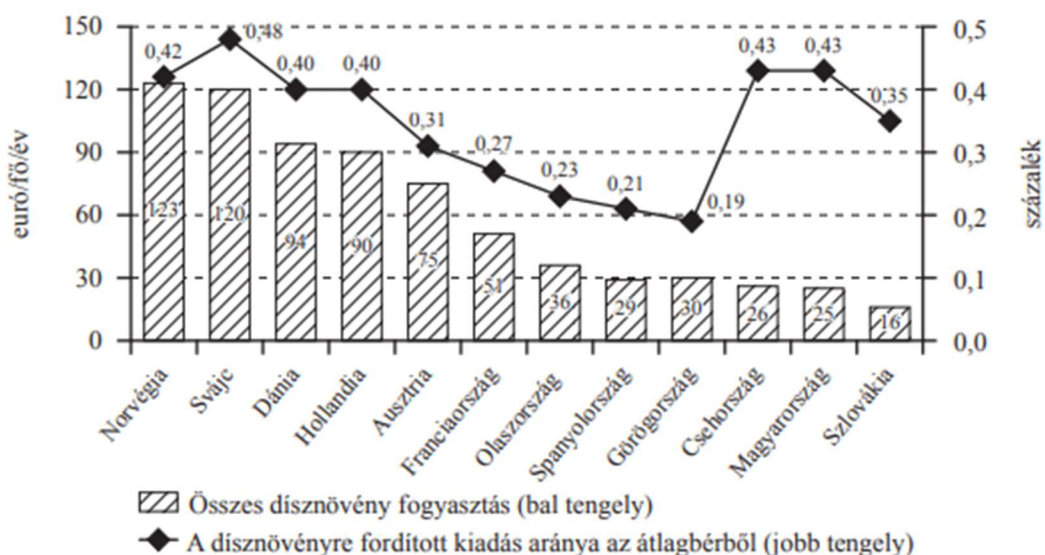 euró/fő/év
150
120
90
60
30
0
0,42
0,48
0,40
0,40
0,31
0,27
0,23
0,21
0,19
0,43
0,43
0,35
123
120
94
90
75
51
36
29
30
26
25
16
0,5
0,4
0,3
0,2
0,1
0,0
százalék
Norvégia
Svájc
Dánia
Hollandia
Ausztria
Franciaország
Olaszország
Spanyolország
Görögország
Csehország
Magyarország
Szlovákia
Összes dísznövény fogyasztás (bal tengely)
A dísznövényre fordított kiadás aránya az átlagbérből (jobb tengely)